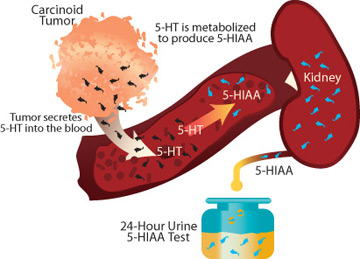 Carcinoid
Tumor
5-HT is metabolized
to produce 5-HIAA
Kidney
5-HIAA
Tumor secretes
5-HT into the blood
5-HT
5-HT
5-HIAA
24-Hour Urine
5-HIAA Test